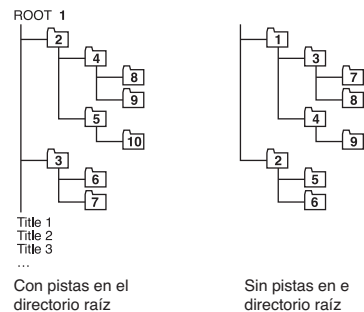 ROOT 1
2
4
8
9
5
10
3
6
7
Title 1
Title 2
Title 3
...
Con pistas en el
directorio raíz
1
3
7
8
4
9
2
5
6
Sin pistas en e
directorio raíz